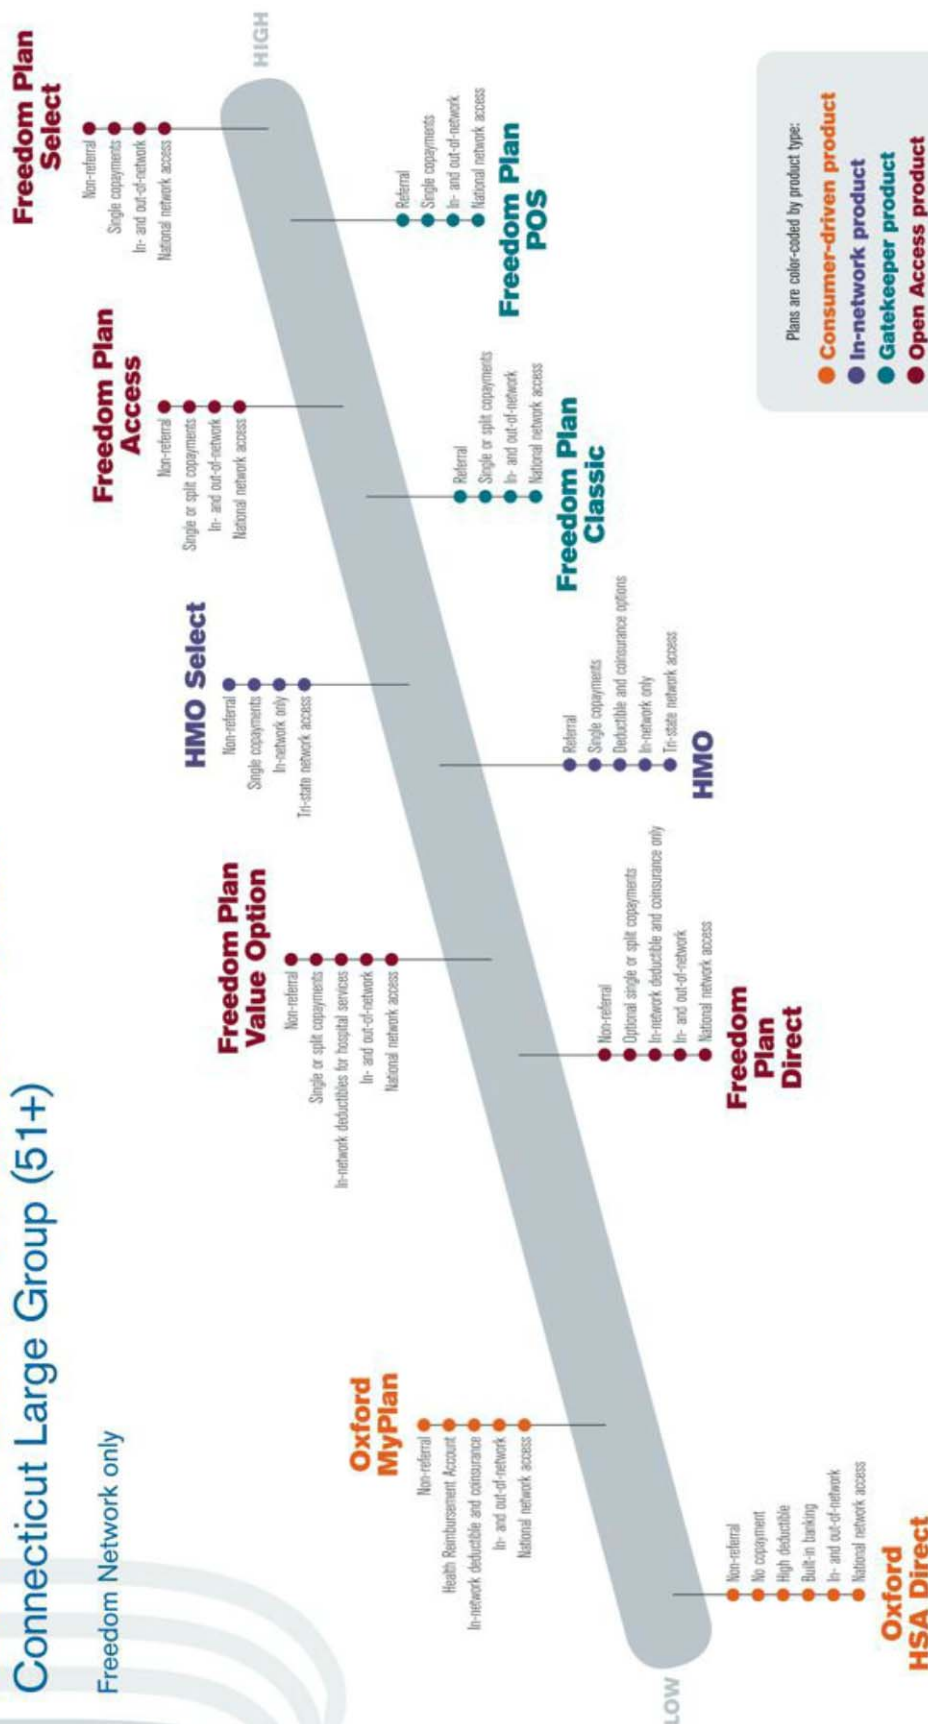 Connecticut Large Group (51+)
Freedom Network only
LOW
HIGH
Oxford
HSA Direct
Non-referral
No copayment
High deductible
Built-in banking
In- and out-of-network
National network access
Oxford
MyPlan
Non-referral
Health Reimbursement Account
In-network deductible and coinsurance
In- and out-of-network
National network access
Freedom
Plan
Direct
Non-referral
Optional single or split copayments
In-network deductible and coinsurance only
In- and out-of-network
National network access
Freedom Plan
Value Option
Non-referral
Single or split copayments
In-network deductibles for hospital services
In- and out-of-network
National network access
HMO
Referral
Single copayments
Deductible and coinsurance options
In-network only
Tri-state network access
HMO Select
Non-referral
Single copayments
In-network only
Tri-state network access
Freedom Plan
Classic
Referral
Single or split copayments
In- and out-of-network
National network access
Freedom Plan
Access
Non-referral
Single or split copayments
In- and out-of-network
National network access
Freedom Plan
POS
Referral
Single copayments
In- and out-of-network
National network access
Freedom Plan
Select
Non-referral
Single copayments
In- and out-of-network
National network access
Plans are color-coded by product type:
Consumer-driven product
In-network product
Gatekeeper product
Open Access product